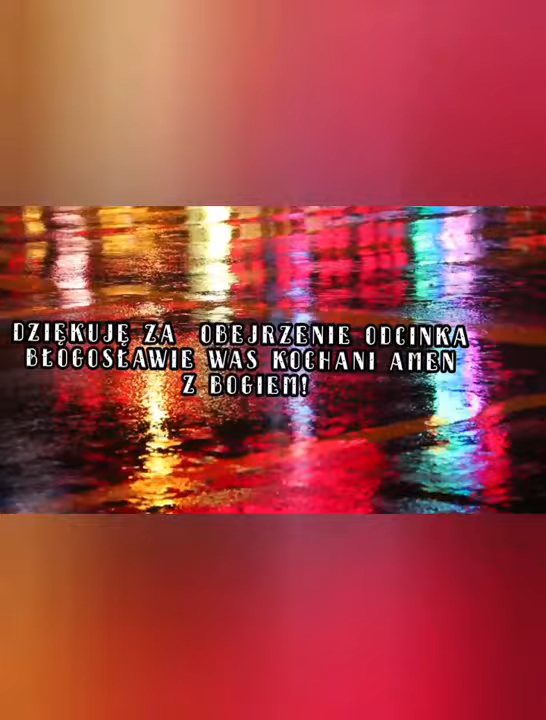 DZIĘKUJĘ ZA OBEJRZENIE ODCINKA
BŁOGOSŁAWIE WAS KOCHANI AMEN
Z BOGIEM!